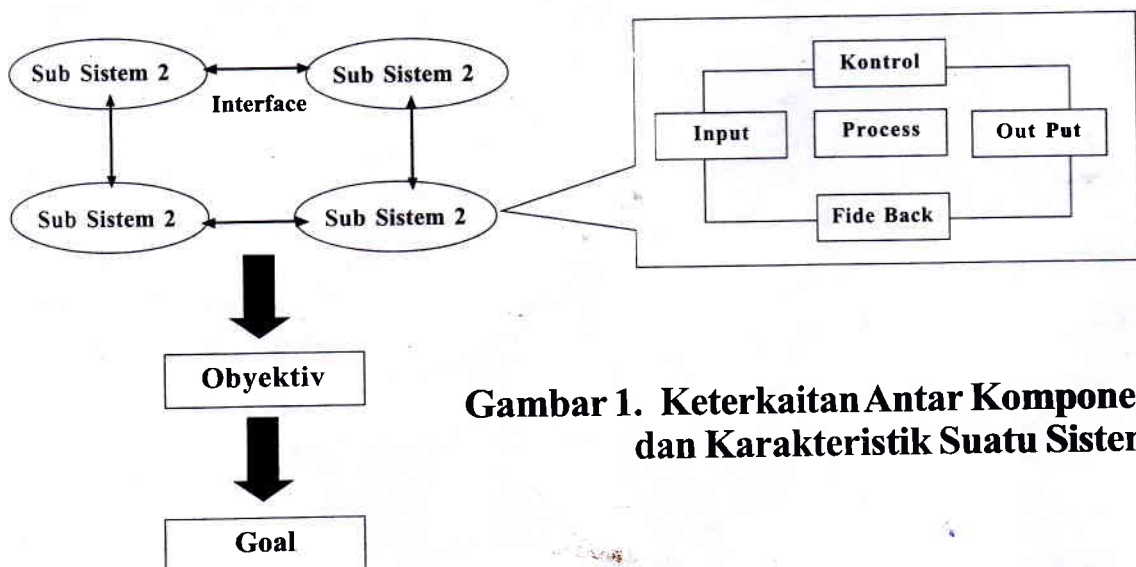 Sub Sistem 2
Sub Sistem 2
Interface
Sub Sistem 2
Sub Sistem 2
Kontrol
Input
Process
Out Put
Fide Back
Obyektiv
Goal
Gambar 1. Keterkaitan Antar Kompone
dan Karakteristik Suatu Sister